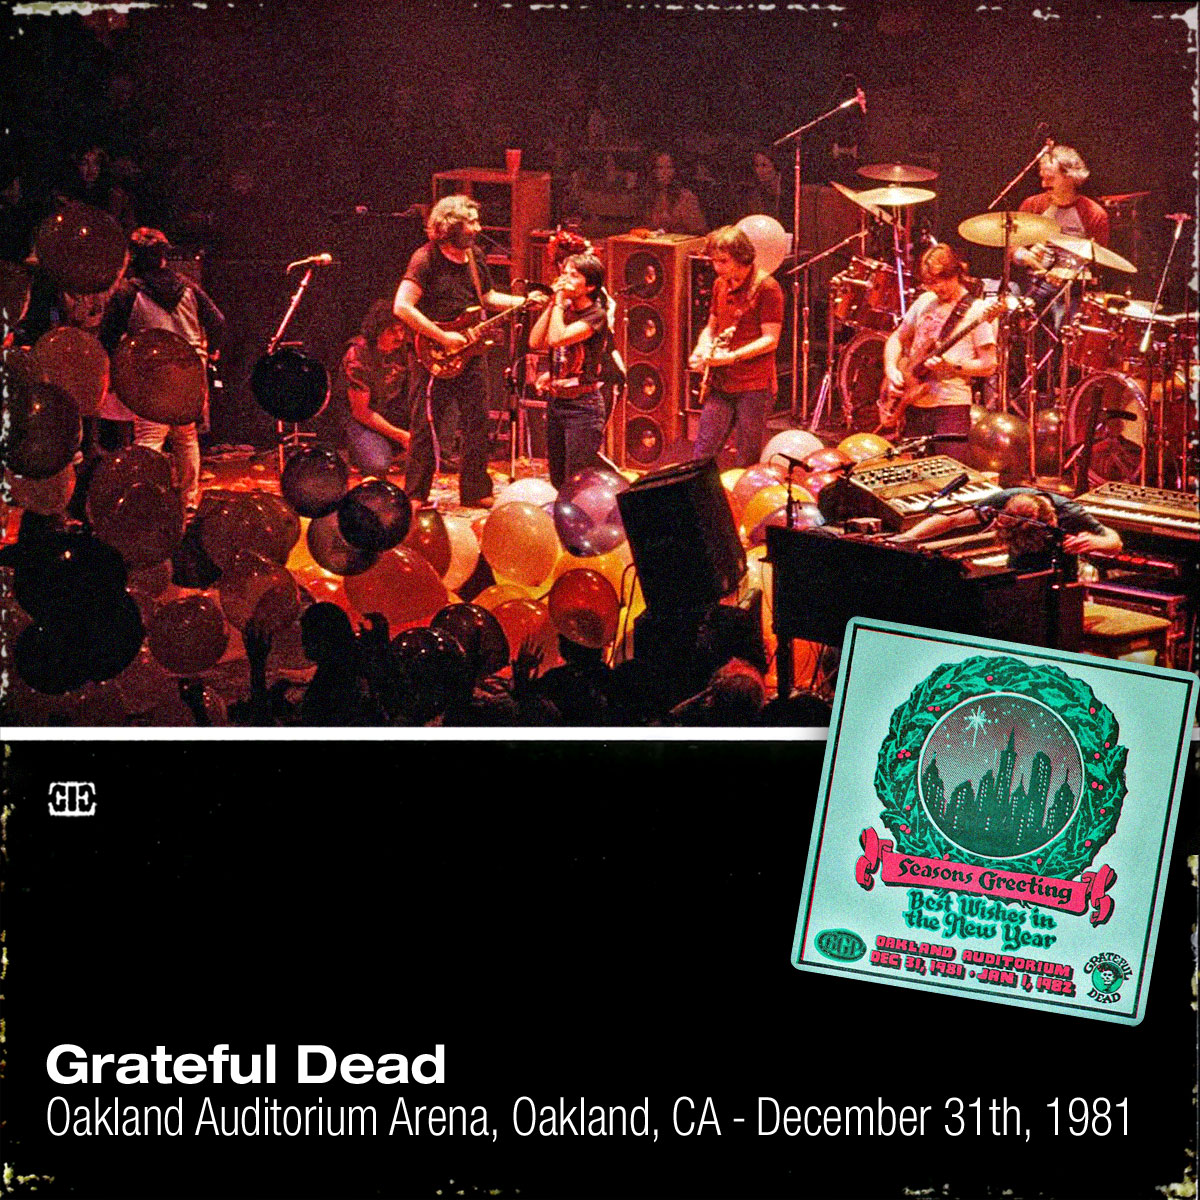 Seasons Greeting
Best Wishes in
the New Year
BGP
OAKLAND AUDITORIUM
DEC 31, 1981 · JAN 1, 1982
GRATEFUL
DEAD
Grateful Dead
Oakland Auditorium Arena, Oakland, CA - December 31th, 1981